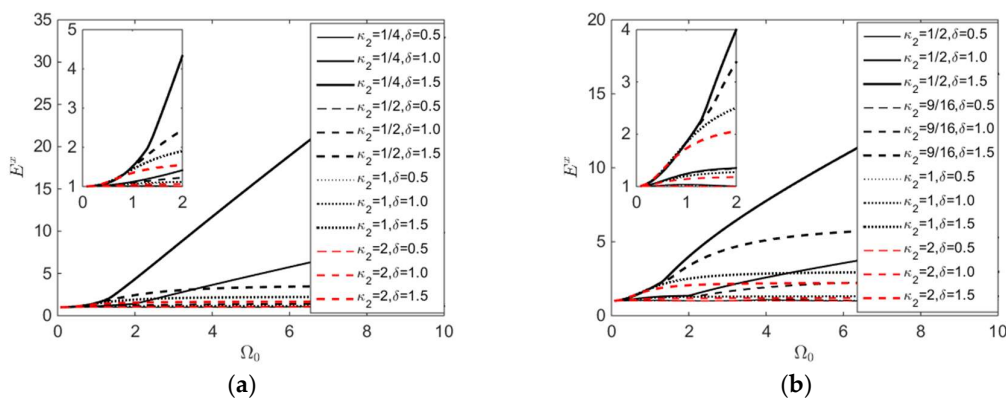 35
30
25
20
15
10
5
0
0 2 4 6 8 10
5
4
3
2
1
0 1 2
E^x
Ω₀
κ₂=1/4,δ=0.5
κ₂=1/4,δ=1.0
κ₂=1/4,δ=1.5
κ₂=1/2,δ=0.5
κ₂=1/2,δ=1.0
κ₂=1/2,δ=1.5
κ₂=1,δ=0.5
κ₂=1,δ=1.0
κ₂=1,δ=1.5
κ₂=2,δ=0.5
κ₂=2,δ=1.0
κ₂=2,δ=1.5
(a)
20
15
10
5
0
0 2 4 6 8 10
4
3
2
1
0 1 2
E^x
Ω₀
κ₂=1/2,δ=0.5
κ₂=1/2,δ=1.0
κ₂=1/2,δ=1.5
κ₂=9/16,δ=0.5
κ₂=9/16,δ=1.0
κ₂=9/16,δ=1.5
κ₂=1,δ=0.5
κ₂=1,δ=1.0
κ₂=1,δ=1.5
κ₂=2,δ=0.5
κ₂=2,δ=1.0
κ₂=2,δ=1.5
(b)